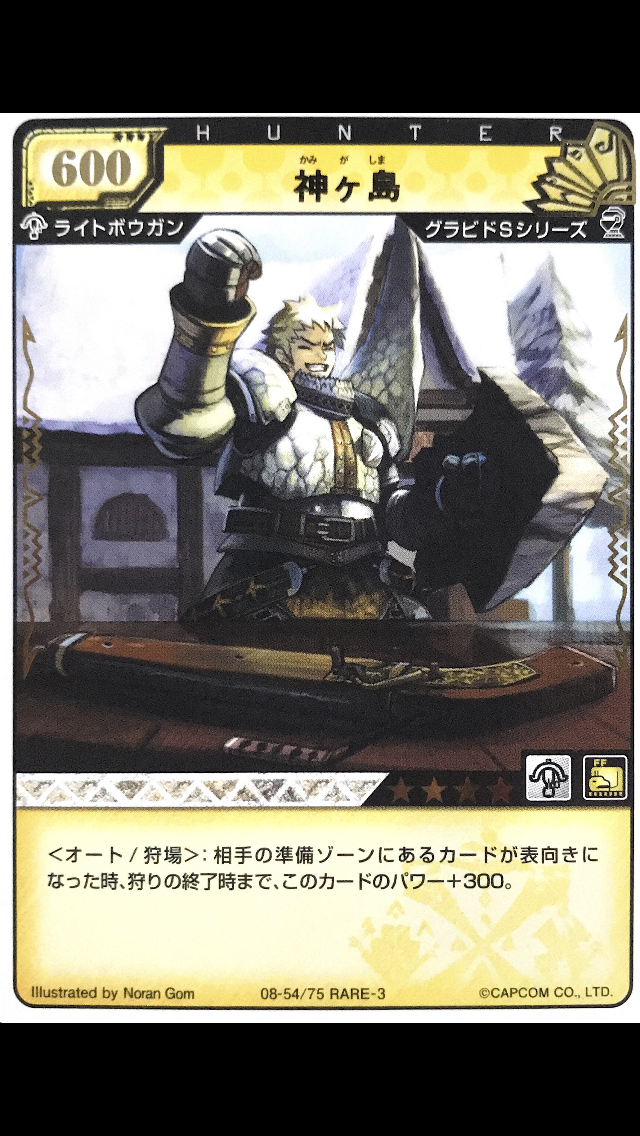 HUNTER
600
かみ が しま
神ヶ島
ライトボウガン
グラビドSシリーズ
FF
<オート/狩場>:相手の準備ゾーンにあるカードが表向きに
なった時、狩りの終了時まで、このカードのパワー+300。
Illustrated by Noran Gom
08-54/75 RARE-3
©CAPCOM CO., LTD.